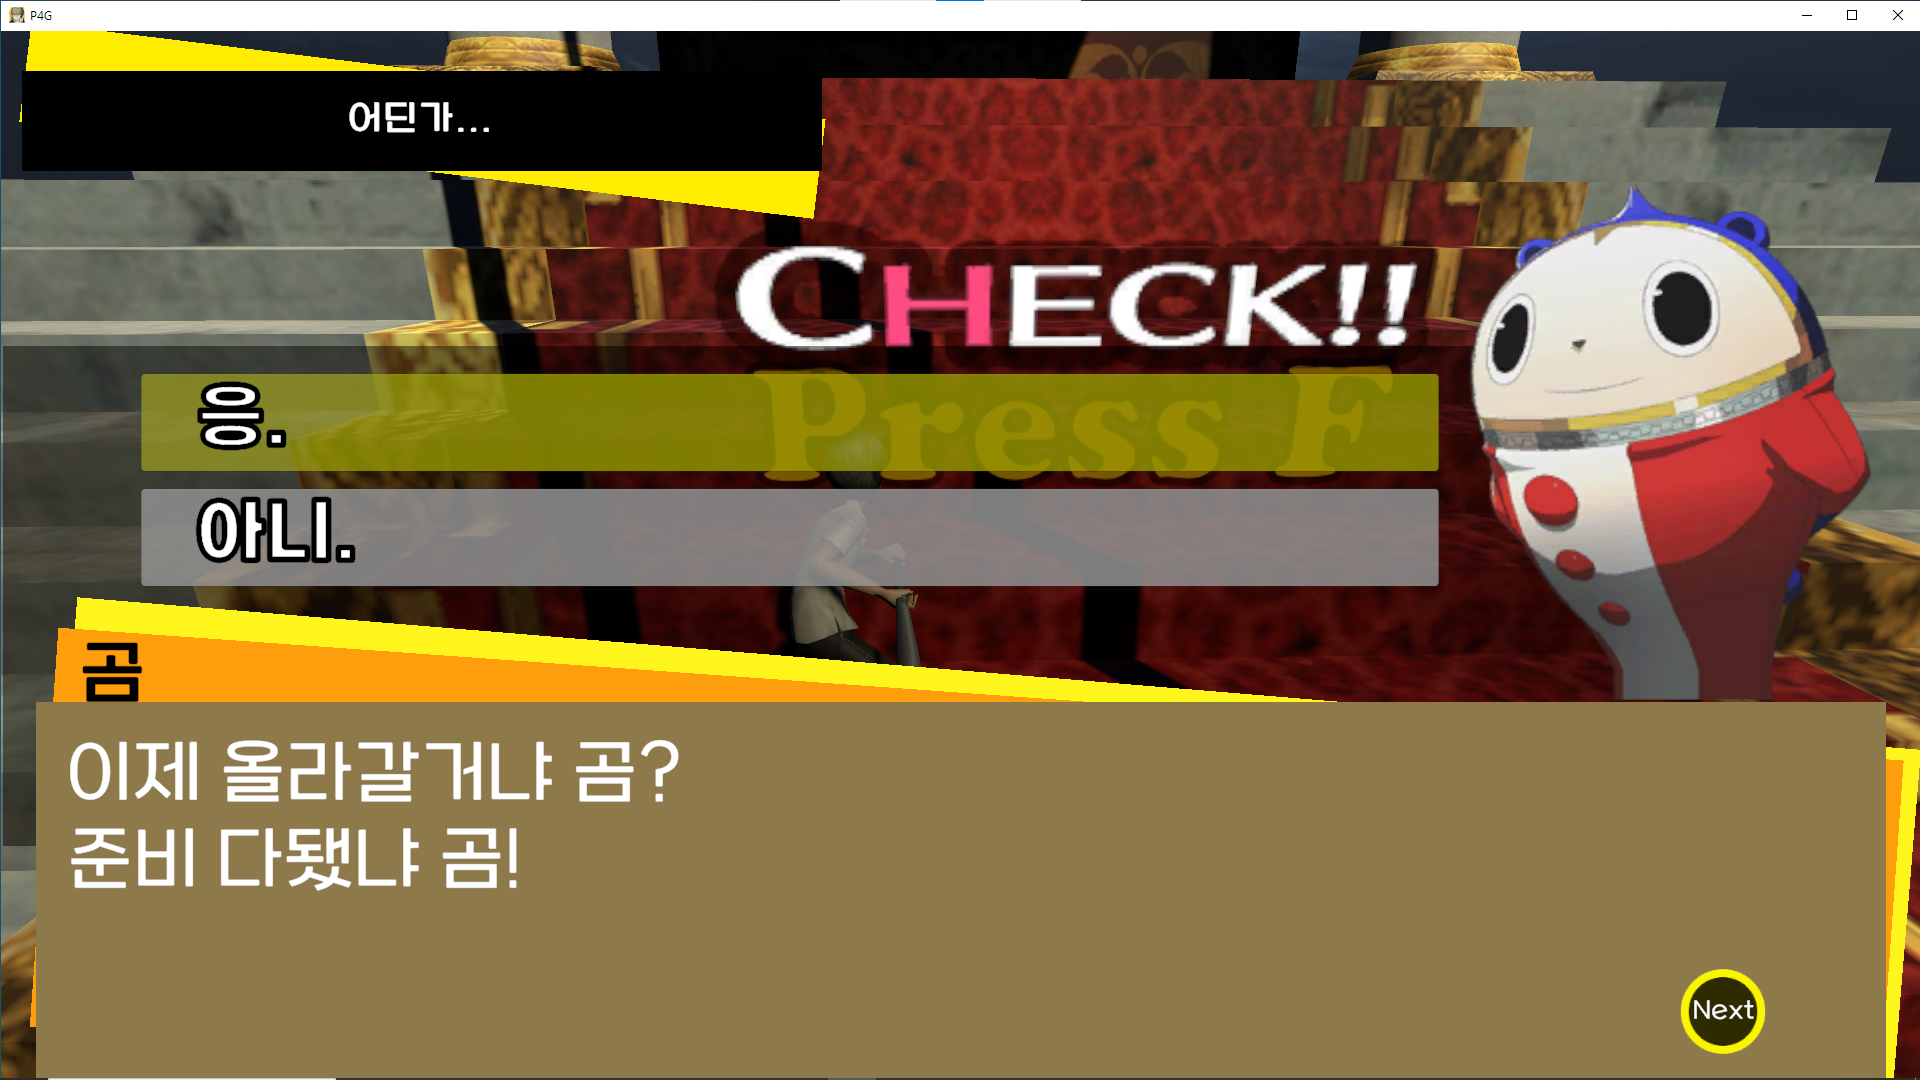 P4G
어딘가...
CHECK!!
Press F
응.
아니.
곰
이제 올라갈거냐 곰?
준비 다됐냐 곰!
Next